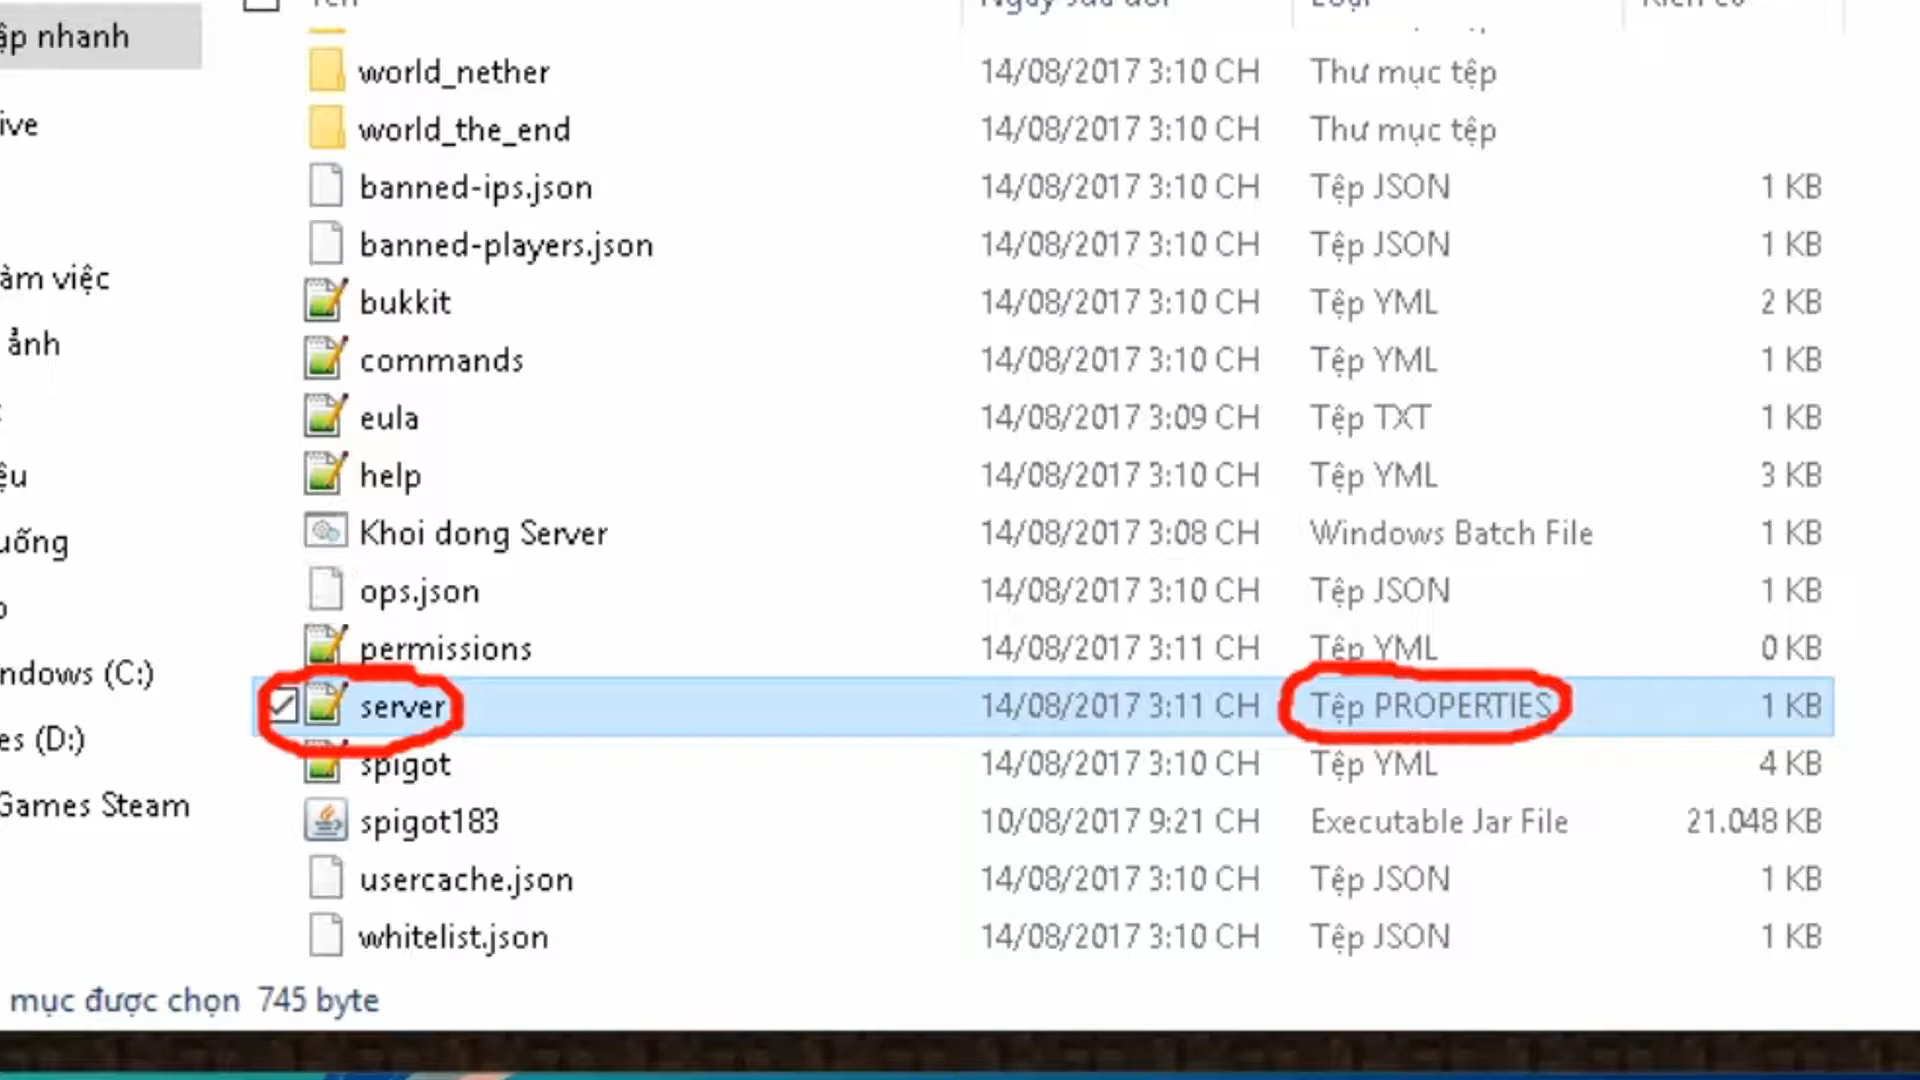 ập nhanh
world_nether 14/08/2017 3:10 CH Thư mục tệp
world_the_end 14/08/2017 3:10 CH Thư mục tệp
ive
banned-ips.json 14/08/2017 3:10 CH Tệp JSON 1 KB
banned-players.json 14/08/2017 3:10 CH Tệp JSON 1 KB
àm việc
bukkit 14/08/2017 3:10 CH Tệp YML 2 KB
ảnh
commands 14/08/2017 3:10 CH Tệp YML 1 KB
eula 14/08/2017 3:09 CH Tệp TXT 1 KB
ệu
help 14/08/2017 3:10 CH Tệp YML 3 KB
uống
Khoi dong Server 14/08/2017 3:08 CH Windows Batch File 1 KB
ops.json 14/08/2017 3:10 CH Tệp JSON 1 KB
permissions 14/08/2017 3:11 CH Tệp YML 0 KB
ndows (C:)
server 14/08/2017 3:11 CH Tệp PROPERTIES 1 KB
es (D:)
spigot 14/08/2017 3:10 CH Tệp YML 4 KB
Games Steam
spigot183 10/08/2017 9:21 CH Executable Jar File 21.048 KB
usercache.json 14/08/2017 3:10 CH Tệp JSON 1 KB
whitelist.json 14/08/2017 3:10 CH Tệp JSON 1 KB
mục được chọn 745 byte